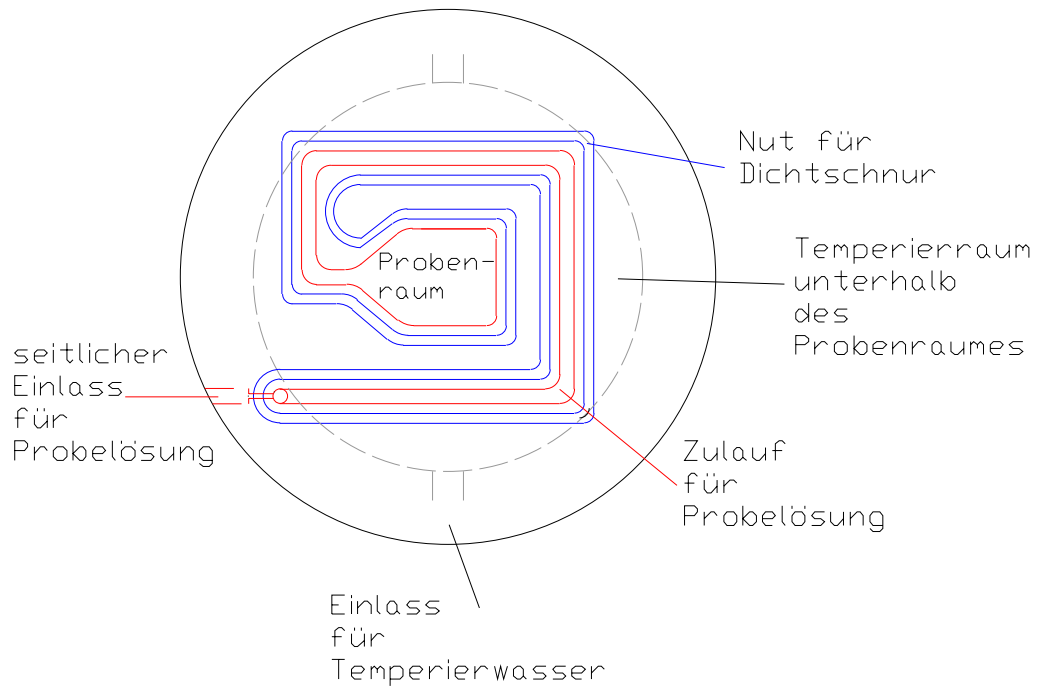 Nut für
Dichtschnur
Temperierraum
unterhalb
des
Probenraumes
Proben-
raum
seitlicher
Einlass
für
Probelösung
Zulauf
für
Probelösung
Einlass
für
Temperierwasser